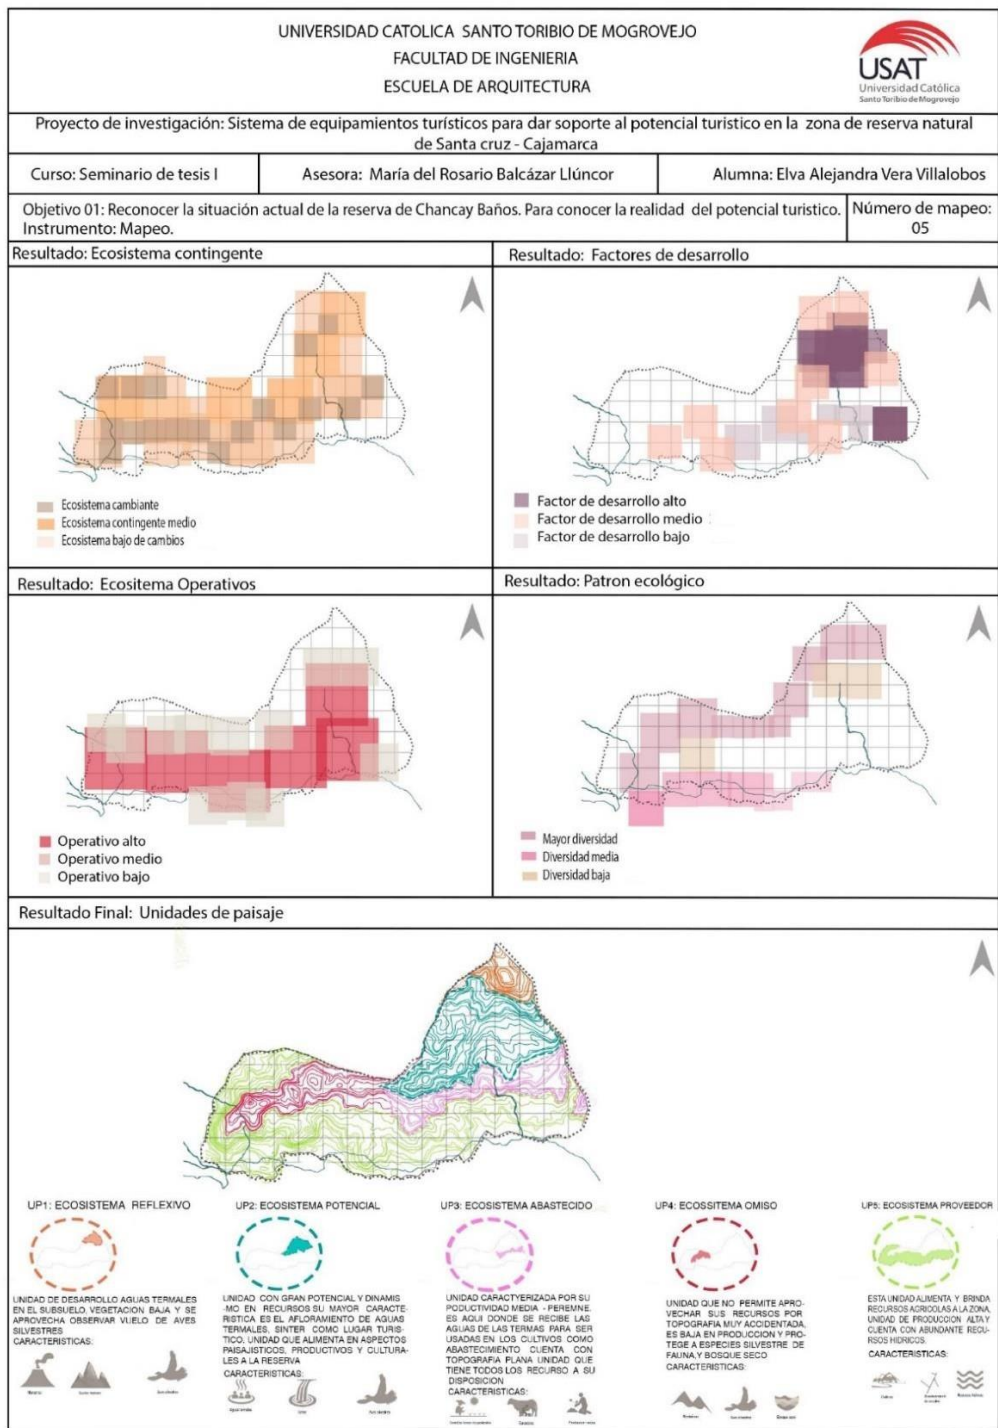 UNIVERSIDAD CATOLICA SANTO TORIBIO DE MOGROVEJO
FACULTAD DE INGENIERIA
ESCUELA DE ARQUITECTURA
USAT
Universidad Católica
Santo Toribio de Mogrovejo
Proyecto de investigación: Sistema de equipamientos turísticos para dar soporte al potencial turistico en la zona de reserva natural
de Santa cruz - Cajamarca
Curso: Seminario de tesis I
Asesora: María del Rosario Balcázar Llúncor
Alumna: Elva Alejandra Vera Villalobos
Objetivo 01: Reconocer la situación actual de la reserva de Chancay Baños. Para conocer la realidad del potencial turistico.
Instrumento: Mapeo.
Número de mapeo:
05
Resultado: Ecosistema contingente
Ecosistema cambiante
Ecosistema contingente medio
Ecosistema bajo de cambios
Resultado: Factores de desarrollo
Factor de desarrollo alto
Factor de desarrollo medio
Factor de desarrollo bajo
Resultado: Ecositema Operativos
Operativo alto
Operativo medio
Operativo bajo
Resultado: Patron ecológico
Mayor diversidad
Diversidad media
Diversidad baja
Resultado Final: Unidades de paisaje
UP1: ECOSISTEMA REFLEXIVO
UNIDAD DE DESARROLLO AGUAS TERMALES
EN EL SUBSUELO, VEGETACION BAJA Y SE
APROVECHA OBSERVAR VUELO DE AVES
SILVESTRES
CARACTERISTICAS:
UP2: ECOSISTEMA POTENCIAL
UNIDAD CON GRAN POTENCIAL Y DINAMIS
-MO EN RECURSOS SU MAYOR CARACTE-
RISTICA ES EL AFLORAMIENTO DE AGUAS
TERMALES, SINTER COMO LUGAR TURIS-
TICO. UNIDAD QUE ALIMENTA EN ASPECTOS
PAISAJISTICOS, PRODUCTIVOS Y CULTURA-
LES A LA RESERVA
CARACTERISTICAS:
UP3: ECOSISTEMA ABASTECIDO
UNIDAD CARACTYERIZADA POR SU
PODUCTIVIDAD MEDIA - PEREMNE.
ES AQUI DONDE SE RECIBE LAS
AGUAS DE LAS TERMAS PARA SER
USADAS EN LOS CULTIVOS COMO
ABASTECIMIENTO CUENTA CON
TOPOGRAFIA PLANA UNIDAD QUE
TIENE TODOS LOS RECURSO A SU
DISPOSICION
CARACTERISTICAS:
UP4: ECOSSITEMA OMISO
UNIDAD QUE NO PERMITE APRO-
VECHAR SUS RECURSOS POR
TOPOGRAFIA MUY ACCIDENTADA,
ES BAJA EN PRODUCCION Y PRO-
TEGE A ESPECIES SILVESTRE DE
FAUNA,Y BOSQUE SECO
CARACTERISTICAS:
UP5: ECOSISTEMA PROVEEDOR
ESTA UNIDAD ALIMENTA Y BRINDA
RECURSOS AGRICOLAS A LA ZONA,
UNIDAD DE PRODUCCION ALTA Y
CUENTA CON ABUNDANTE RECU-
RSOS HIDRICOS.
CARACTERISTICAS: